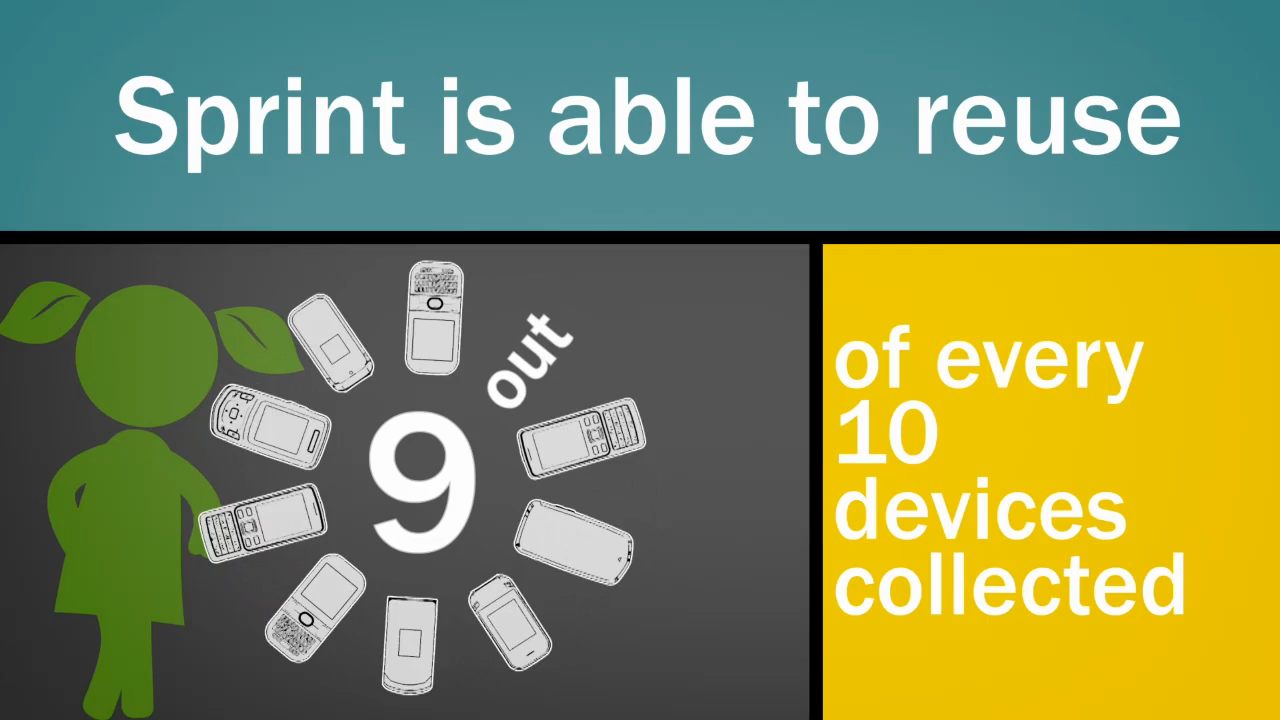 Sprint is able to reuse
9
out
of every
10
devices
collected